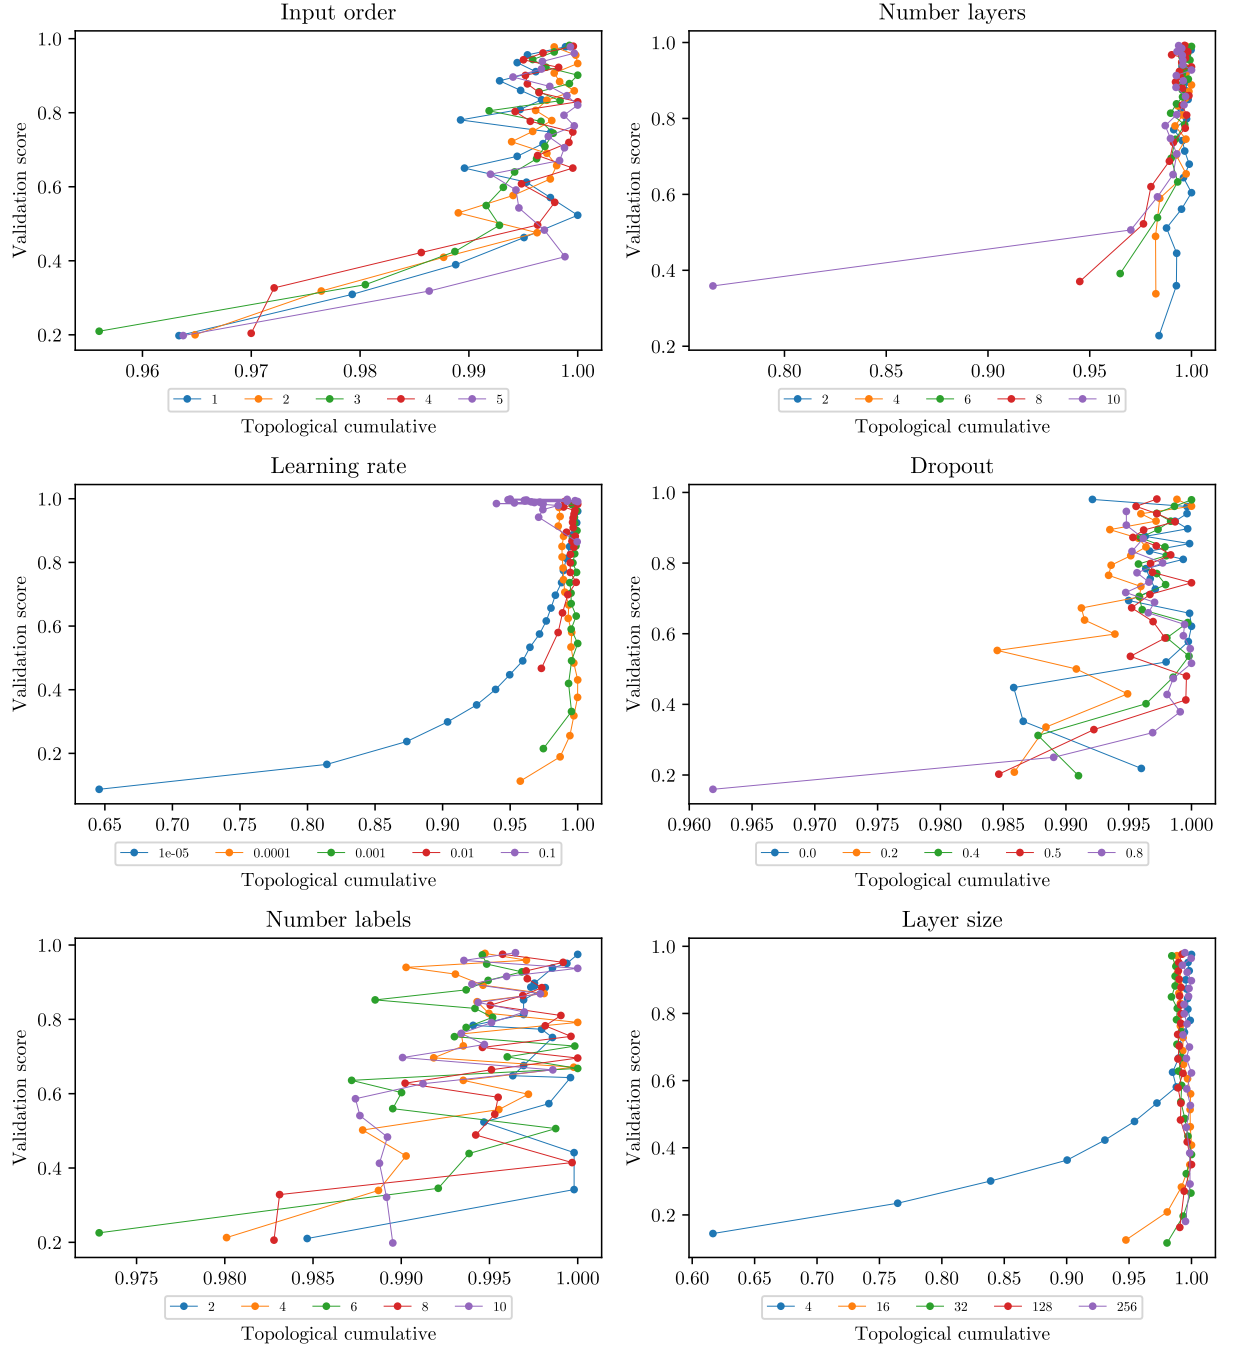 Input order
Validation score
1.0
0.8
0.6
0.4
0.2
0.96 0.97 0.98 0.99 1.00
1 2 3 4 5
Topological cumulative
Number layers
Validation score
1.0
0.8
0.6
0.4
0.2
0.80 0.85 0.90 0.95 1.00
2 4 6 8 10
Topological cumulative
Learning rate
Validation score
1.0
0.8
0.6
0.4
0.2
0.65 0.70 0.75 0.80 0.85 0.90 0.95 1.00
1e-05 0.0001 0.001 0.01 0.1
Topological cumulative
Dropout
Validation score
1.0
0.8
0.6
0.4
0.2
0.960 0.965 0.970 0.975 0.980 0.985 0.990 0.995 1.000
0.0 0.2 0.4 0.5 0.8
Topological cumulative
Number labels
Validation score
1.0
0.8
0.6
0.4
0.2
0.975 0.980 0.985 0.990 0.995 1.000
2 4 6 8 10
Topological cumulative
Layer size
Validation score
1.0
0.8
0.6
0.4
0.2
0.60 0.65 0.70 0.75 0.80 0.85 0.90 0.95 1.00
4 16 32 128 256
Topological cumulative